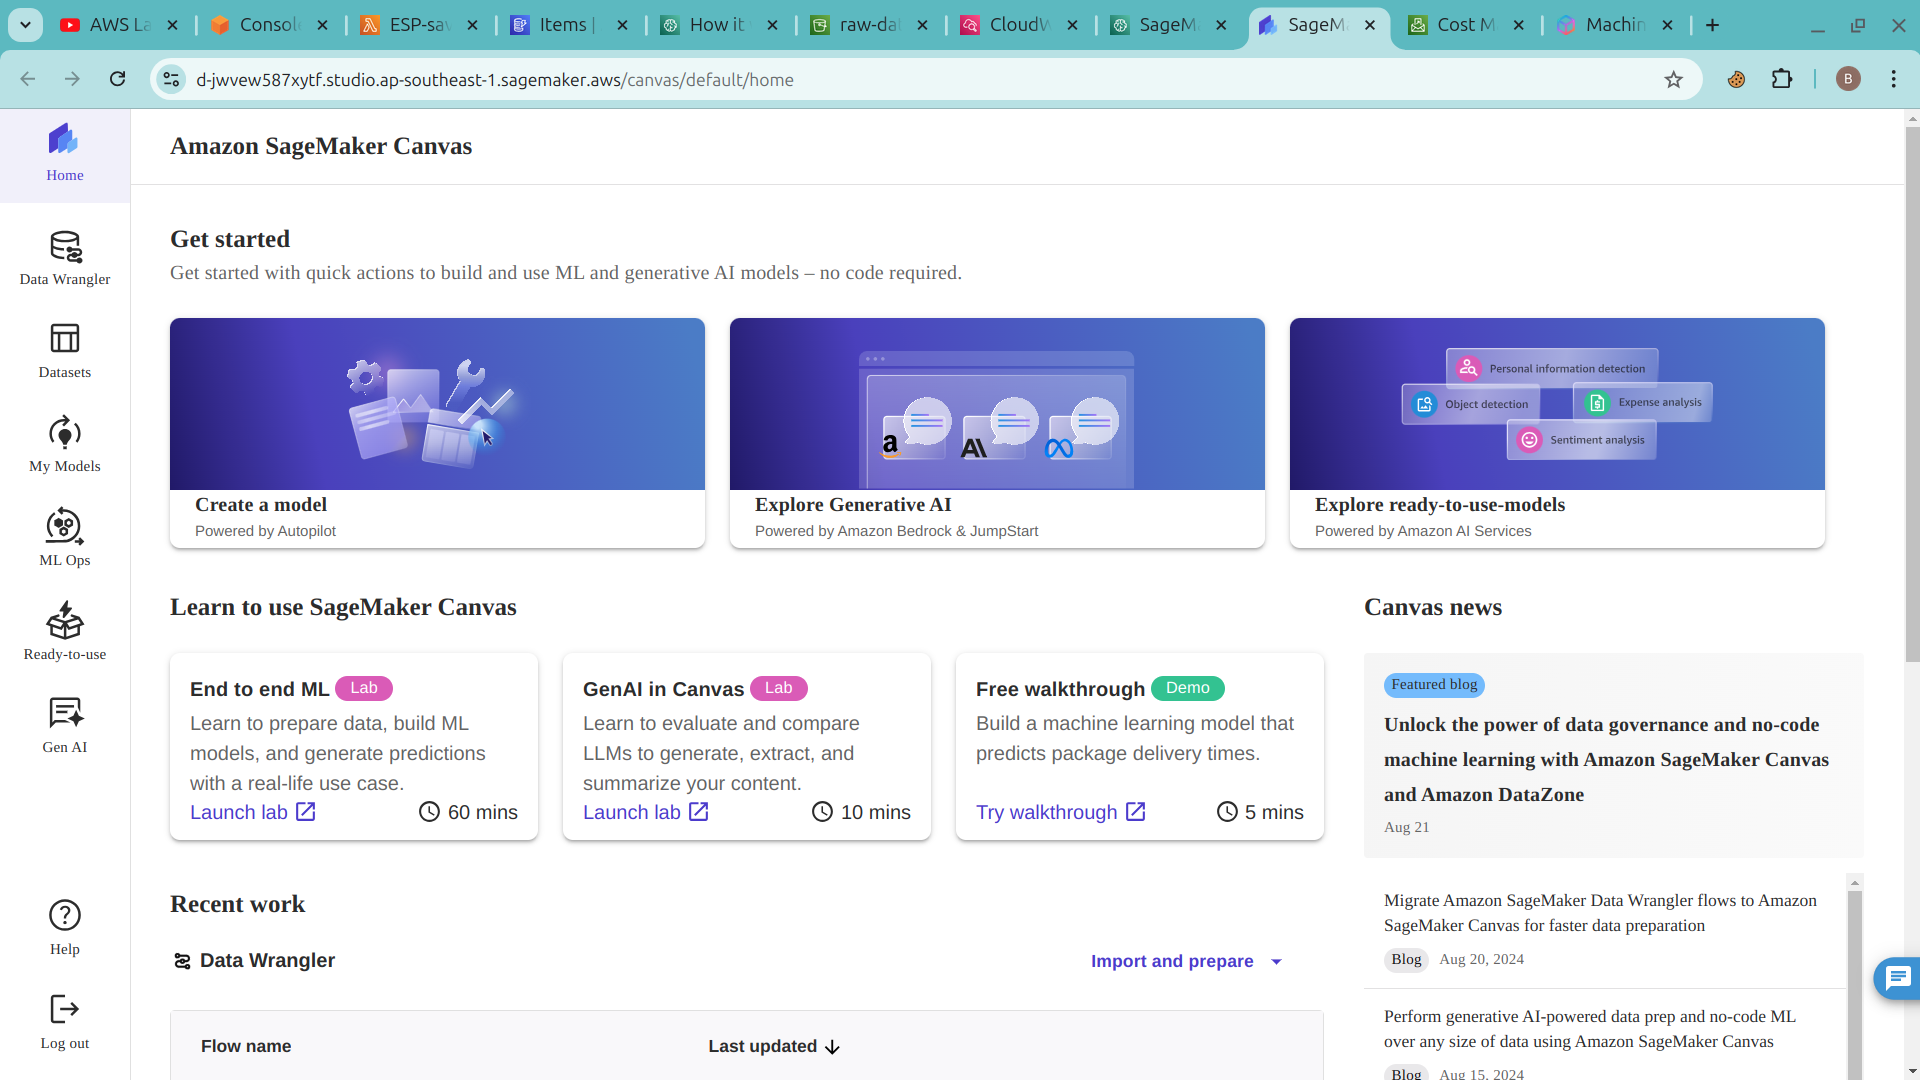 AWS La
Console
ESP-sav
Items |
How it
raw-dat
CloudW
SageMa
SageMa
Cost M
Machin
d-jwvew587xytf.studio.ap-southeast-1.sagemaker.aws/canvas/default/home
B
Home
Data Wrangler
Datasets
My Models
ML Ops
Ready-to-use
Gen AI
Help
Log out
Amazon SageMaker Canvas
Get started
Get started with quick actions to build and use ML and generative AI models – no code required.
Create a model
Powered by Autopilot
a
AI
Explore Generative AI
Powered by Amazon Bedrock & JumpStart
Personal information detection
Object detection
Expense analysis
Sentiment analysis
Explore ready-to-use-models
Powered by Amazon AI Services
Learn to use SageMaker Canvas
End to end ML Lab
Learn to prepare data, build ML
models, and generate predictions
with a real-life use case.
Launch lab 60 mins
GenAI in Canvas Lab
Learn to evaluate and compare
LLMs to generate, extract, and
summarize your content.
Launch lab 10 mins
Free walkthrough Demo
Build a machine learning model that
predicts package delivery times.
Try walkthrough 5 mins
Canvas news
Featured blog
Unlock the power of data governance and no-code
machine learning with Amazon SageMaker Canvas
and Amazon DataZone
Aug 21
Migrate Amazon SageMaker Data Wrangler flows to Amazon
SageMaker Canvas for faster data preparation
Blog Aug 20, 2024
Perform generative AI-powered data prep and no-code ML
over any size of data using Amazon SageMaker Canvas
Blog Aug 15, 2024
Recent work
Data Wrangler
Import and prepare
Flow name
Last updated